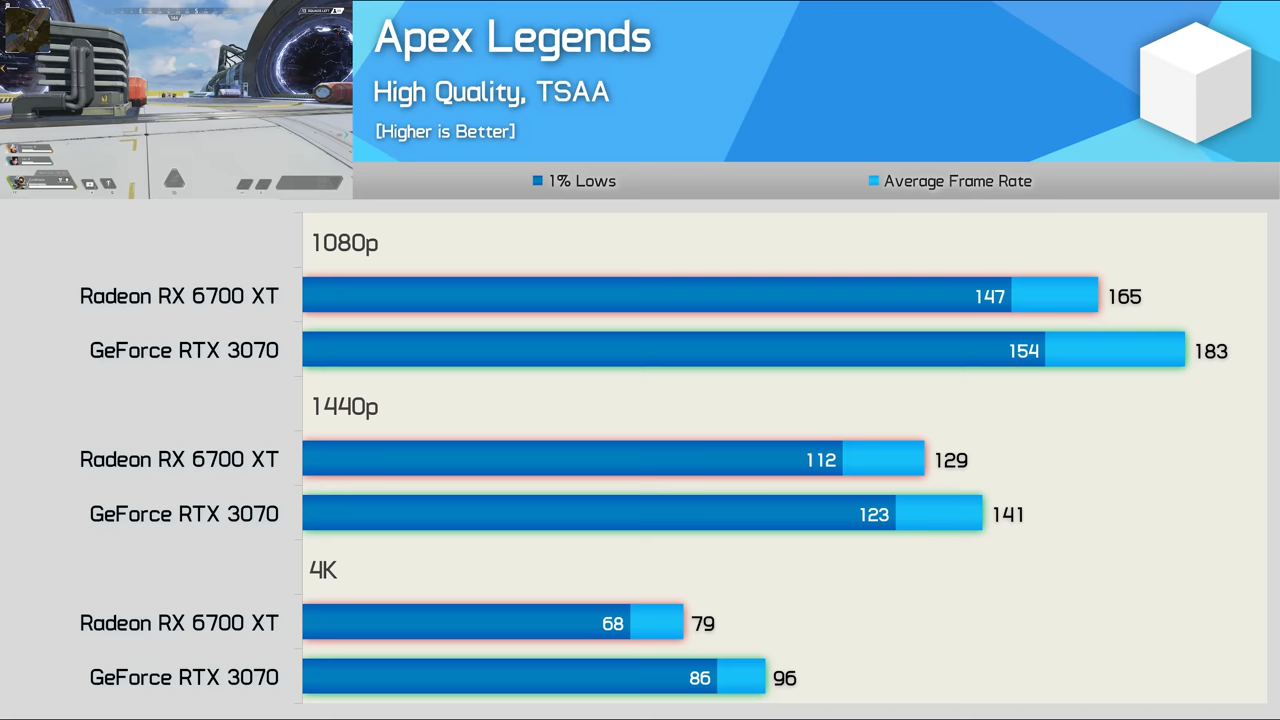 Apex Legends
High Quality, TSAA
[Higher is Better]
1% Lows
Average Frame Rate
1080p
Radeon RX 6700 XT
147
165
GeForce RTX 3070
154
183
1440p
Radeon RX 6700 XT
112
129
GeForce RTX 3070
123
141
4K
Radeon RX 6700 XT
68
79
GeForce RTX 3070
86
96